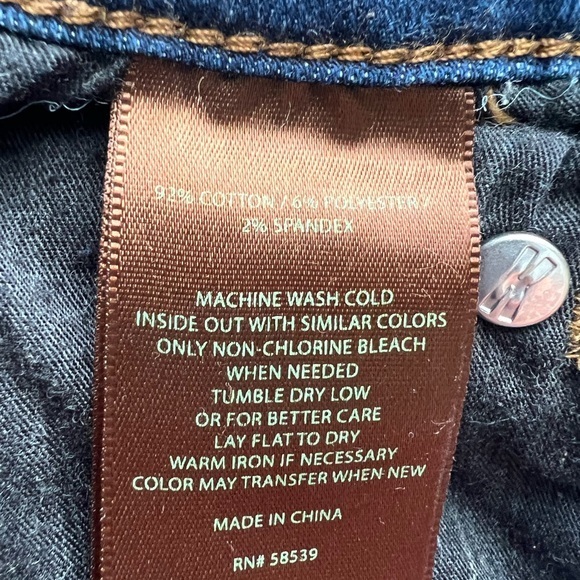 92% COTTON / 6% POLYESTER /
2% SPANDEX
MACHINE WASH COLD
INSIDE OUT WITH SIMILAR COLORS
ONLY NON-CHLORINE BLEACH
WHEN NEEDED
TUMBLE DRY LOW
OR FOR BETTER CARE
LAY FLAT TO DRY
WARM IRON IF NECESSARY
COLOR MAY TRANSFER WHEN NEW
MADE IN CHINA
RN# 58539